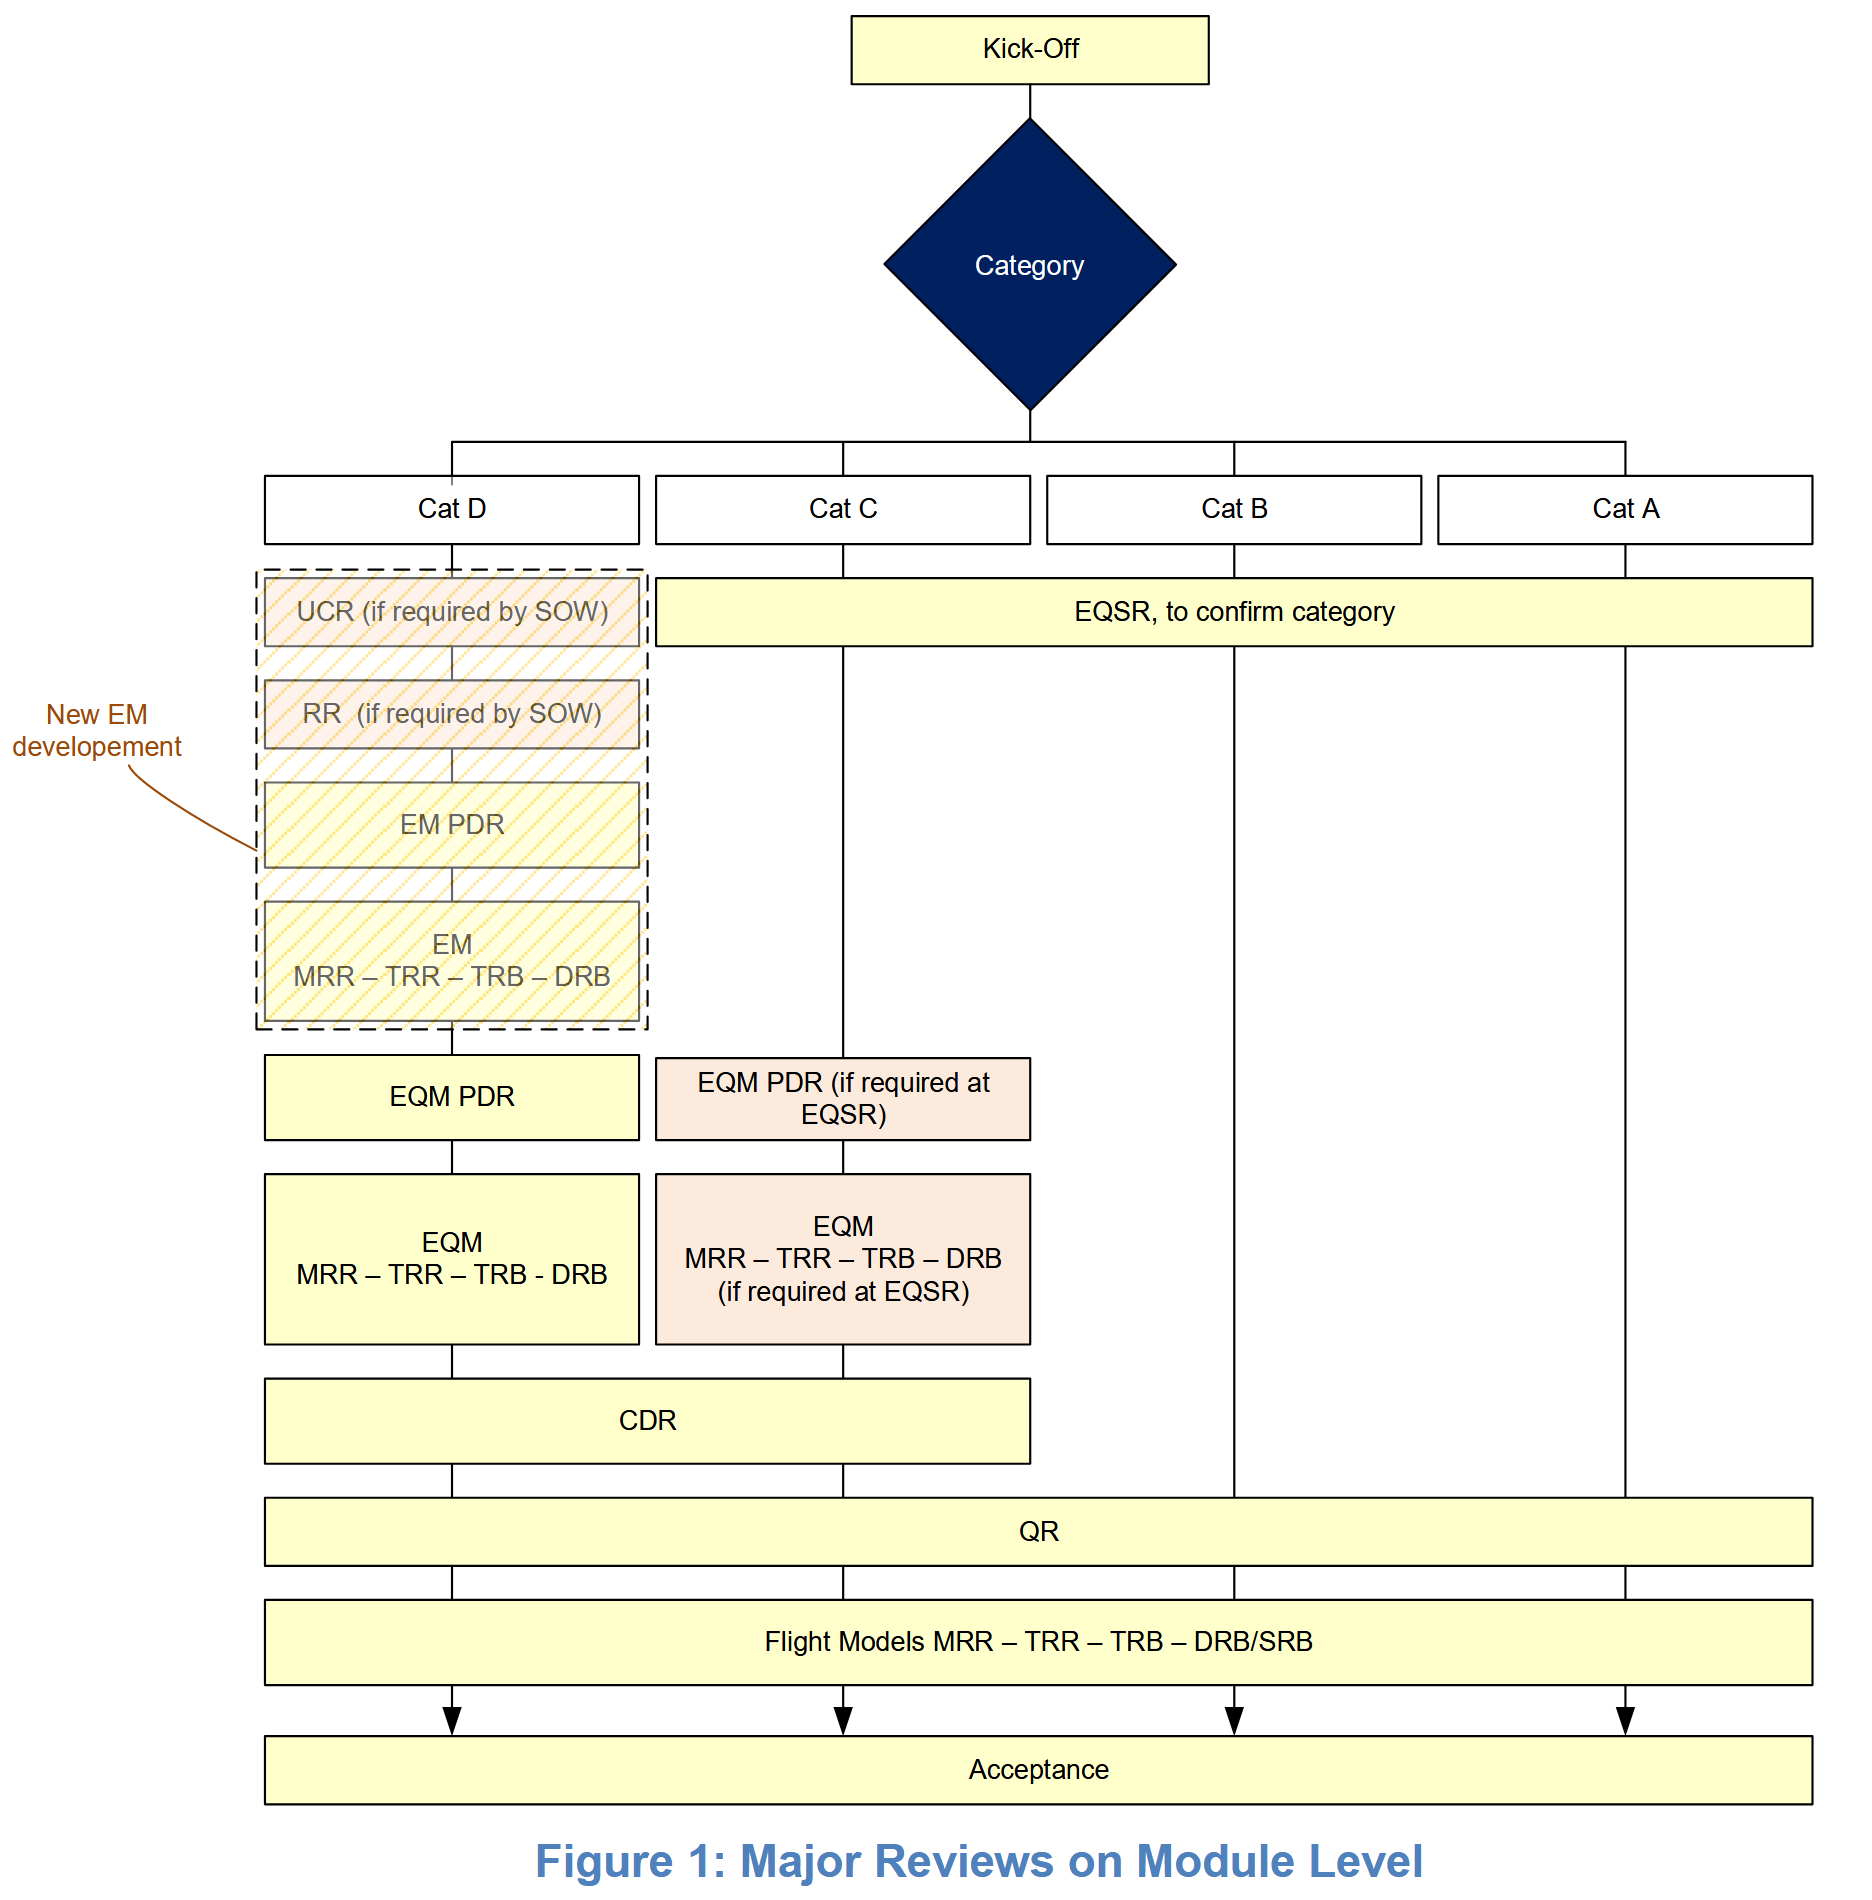 Kick-Off
Category
Cat D
Cat C
Cat B
Cat A
UCR (if required by SOW)
EQSR, to confirm category
RR (if required by SOW)
New EM
developement
EM PDR
EM
MRR – TRR – TRB – DRB
EQM PDR
EQM PDR (if required at
EQSR)
EQM
MRR – TRR – TRB - DRB
EQM
MRR – TRR – TRB – DRB
(if required at EQSR)
CDR
QR
Flight Models MRR – TRR – TRB – DRB/SRB
Acceptance
Figure 1: Major Reviews on Module Level